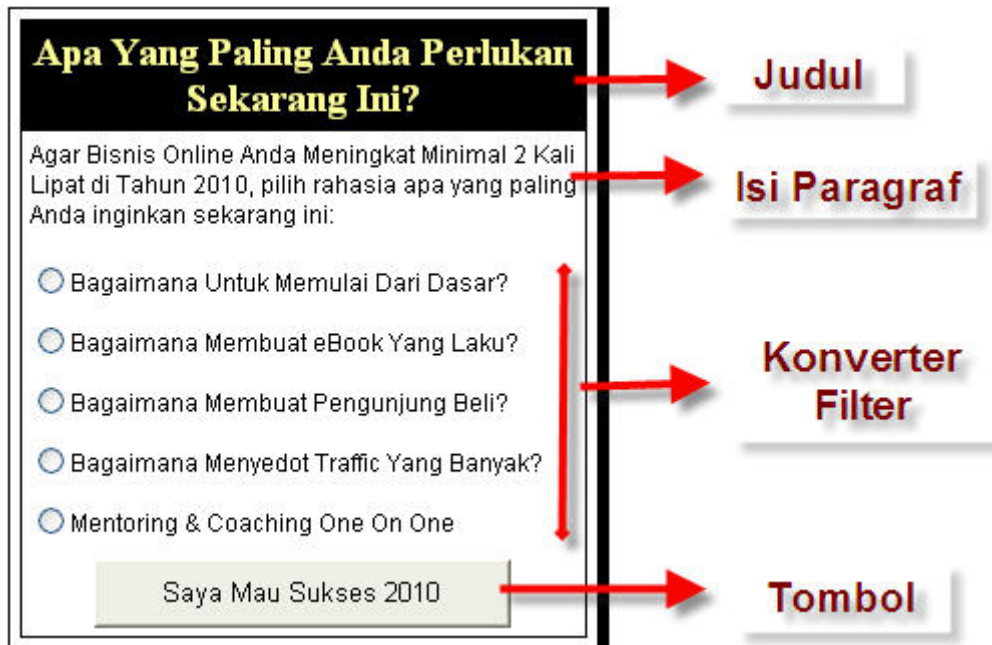 Apa Yang Paling Anda Perlukan
Sekarang Ini?
Judul
Agar Bisnis Online Anda Meningkat Minimal 2 Kali
Lipat di Tahun 2010, pilih rahasia apa yang paling
Anda inginkan sekarang ini:
Isi Paragraf
Bagaimana Untuk Memulai Dari Dasar?
Bagaimana Membuat eBook Yang Laku?
Bagaimana Membuat Pengunjung Beli?
Bagaimana Menyedot Traffic Yang Banyak?
Mentoring & Coaching One On One
Konverter
Filter
Saya Mau Sukses 2010
Tombol